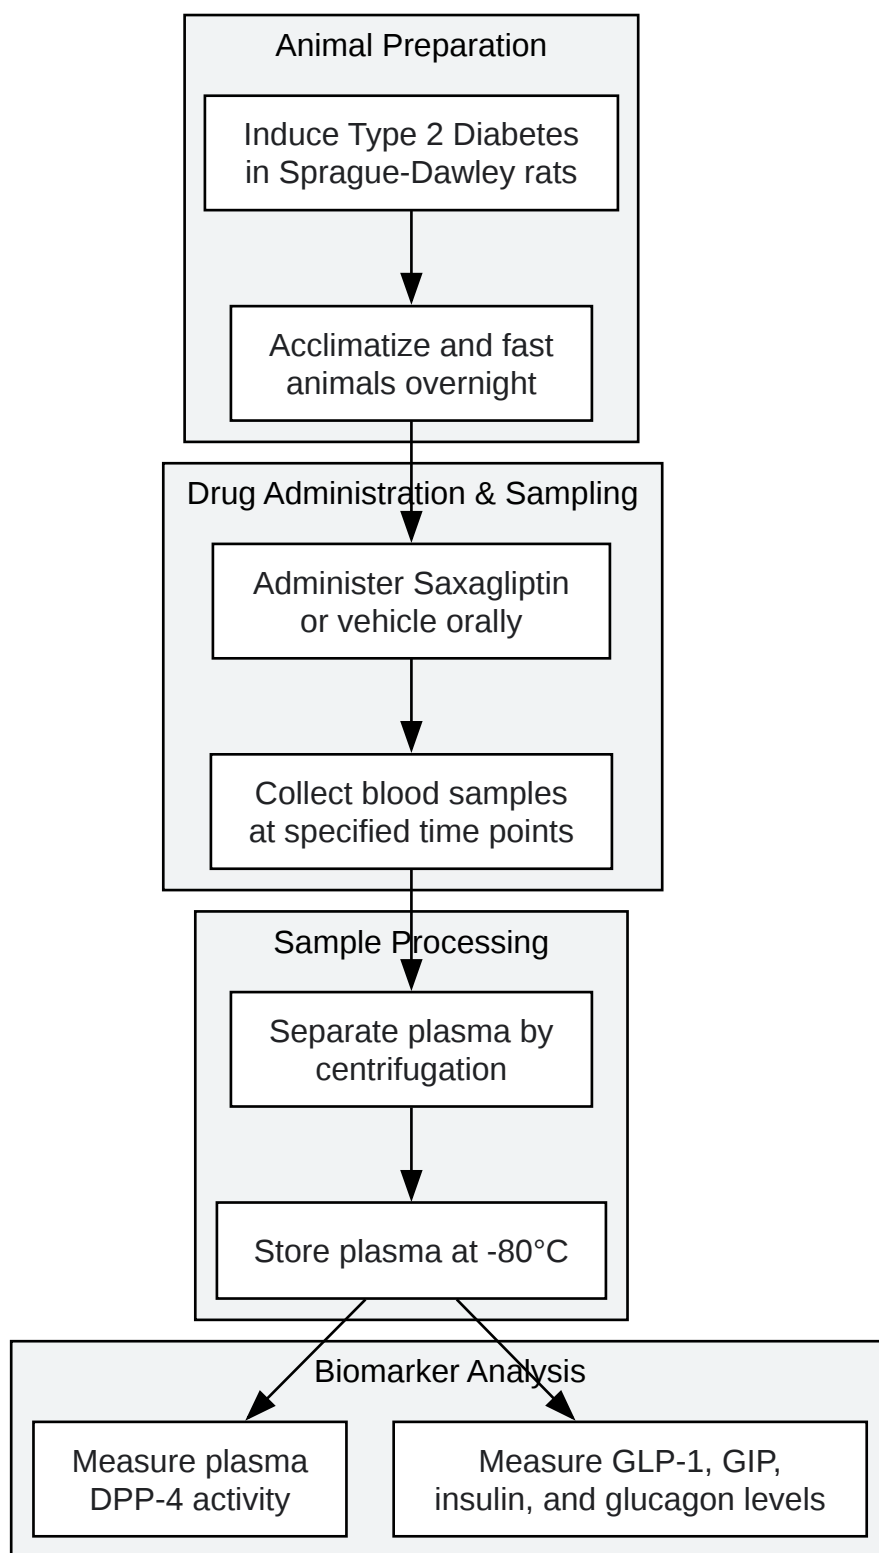 Animal Preparation
Induce Type 2 Diabetes
in Sprague-Dawley rats
Acclimatize and fast
animals overnight
Drug Administration & Sampling
Administer Saxagliptin
or vehicle orally
Collect blood samples
at specified time points
Sample Processing
Separate plasma by
centrifugation
Store plasma at -80°C
Biomarker Analysis
Measure plasma
DPP-4 activity
Measure GLP-1, GIP,
insulin, and glucagon levels